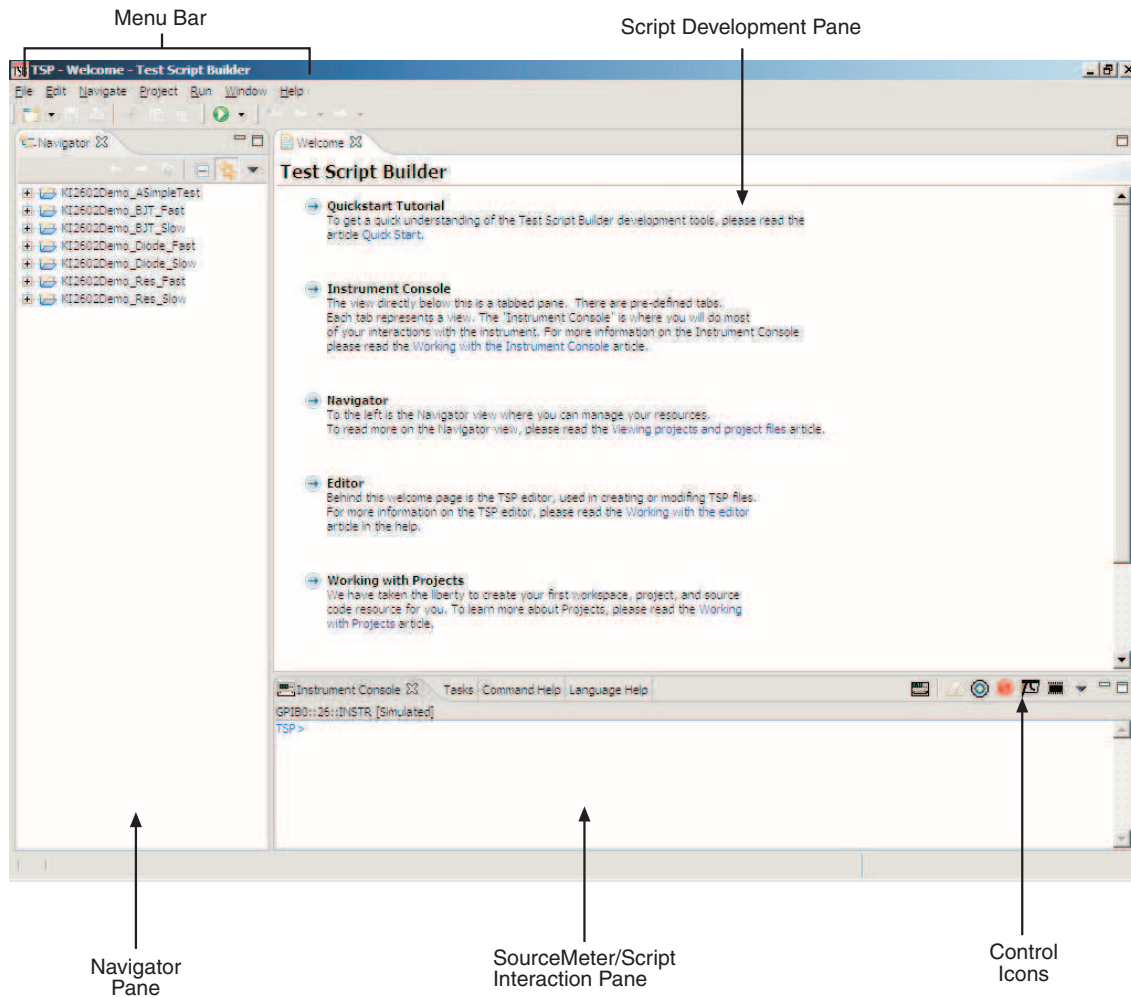 Menu Bar
Script Development Pane
TSP - Welcome - Test Script Builder
File Edit Navigate Project Run Window Help
Navigator
Welcome
Test Script Builder
KI2602Demo_ASimpleTest
KI2602Demo_BJT_Fast
KI2602Demo_BJT_Slow
KI2602Demo_Diode_Fast
KI2602Demo_Diode_Slow
KI2602Demo_Res_Fast
KI2602Demo_Res_Slow
Quickstart Tutorial
To get a quick understanding of the Test Script Builder development tools, please read the
article Quick Start.
Instrument Console
The view directly below this is a tabbed pane. There are pre-defined tabs.
Each tab represents a view. The "Instrument Console" is where you will do most
of your interactions with the instrument. For more information on the Instrument Console
please read the Working with the Instrument Console article.
Navigator
To the left is the Navigator view where you can manage your resources.
To read more on the Navigator view, please read the Viewing projects and project files article.
Editor
Behind this welcome page is the TSP editor, used in creating or modifing TSP files.
For more information on the TSP editor, please read the Working with the editor
article in the help.
Working with Projects
We have taken the liberty to create your first workspace, project, and source
code resource for you. To learn more about Projects, please read the Working
with Projects article.
Instrument Console Tasks Command Help Language Help
GPIB0::26::INSTR [Simulated]
TSP>
Navigator
Pane
SourceMeter/Script
Interaction Pane
Control
Icons